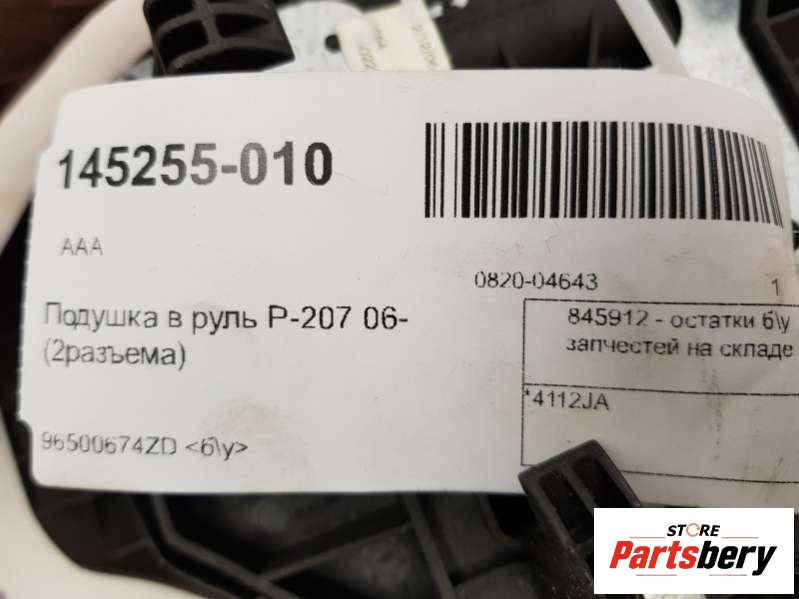 145255-010
AAA
0820-04643 1
Подушка в руль P-207 06-
(2разъема)
845912 - остатки б\у
запчестей на складе
*4112JA
96500674ZD <б\у>
STORE
Partsbery